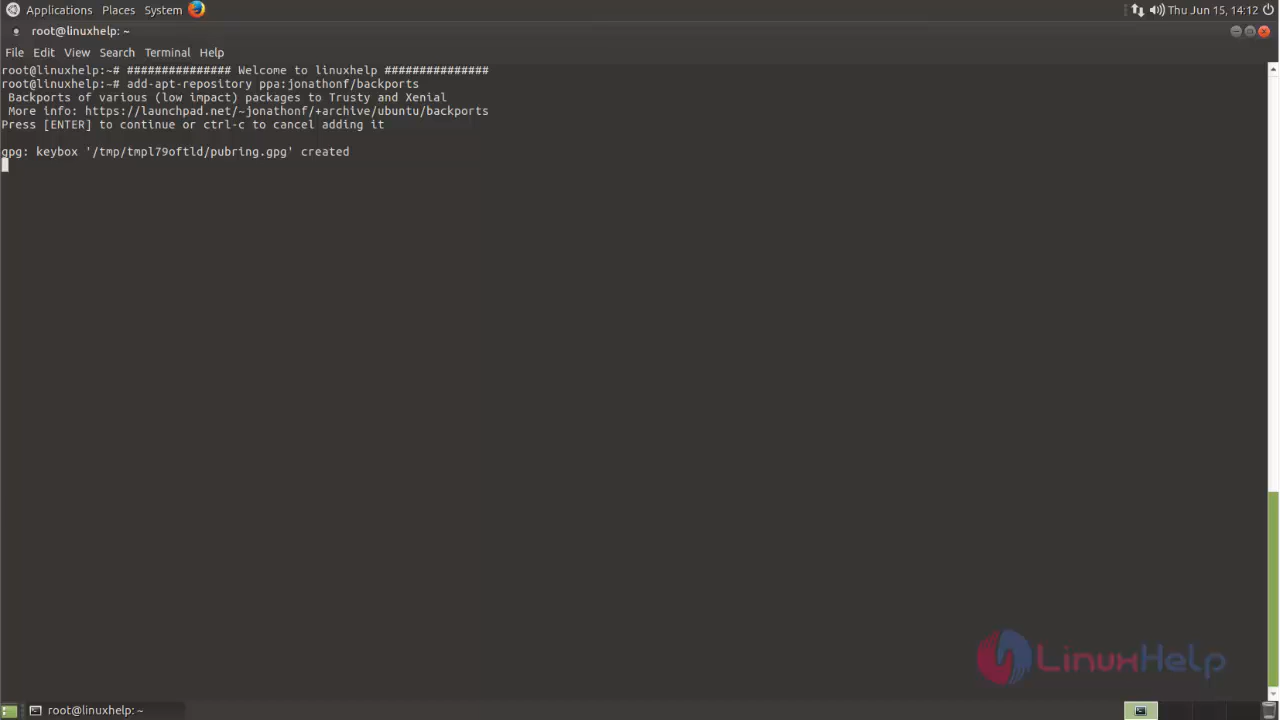 Applications Places System Thu Jun 15, 14:12
root@linuxhelp: ~
File Edit View Search Terminal Help
root@linuxhelp:~# ############### Welcome to linuxhelp ###############
root@linuxhelp:~# add-apt-repository ppa:jonathonf/backports
Backports of various (low impact) packages to Trusty and Xenial
More info: https://launchpad.net/~jonathonf/+archive/ubuntu/backports
Press [ENTER] to continue or ctrl-c to cancel adding it
gpg: keybox '/tmp/tmpl79oftld/pubring.gpg' created
LinuxHelp
root@linuxhelp: ~